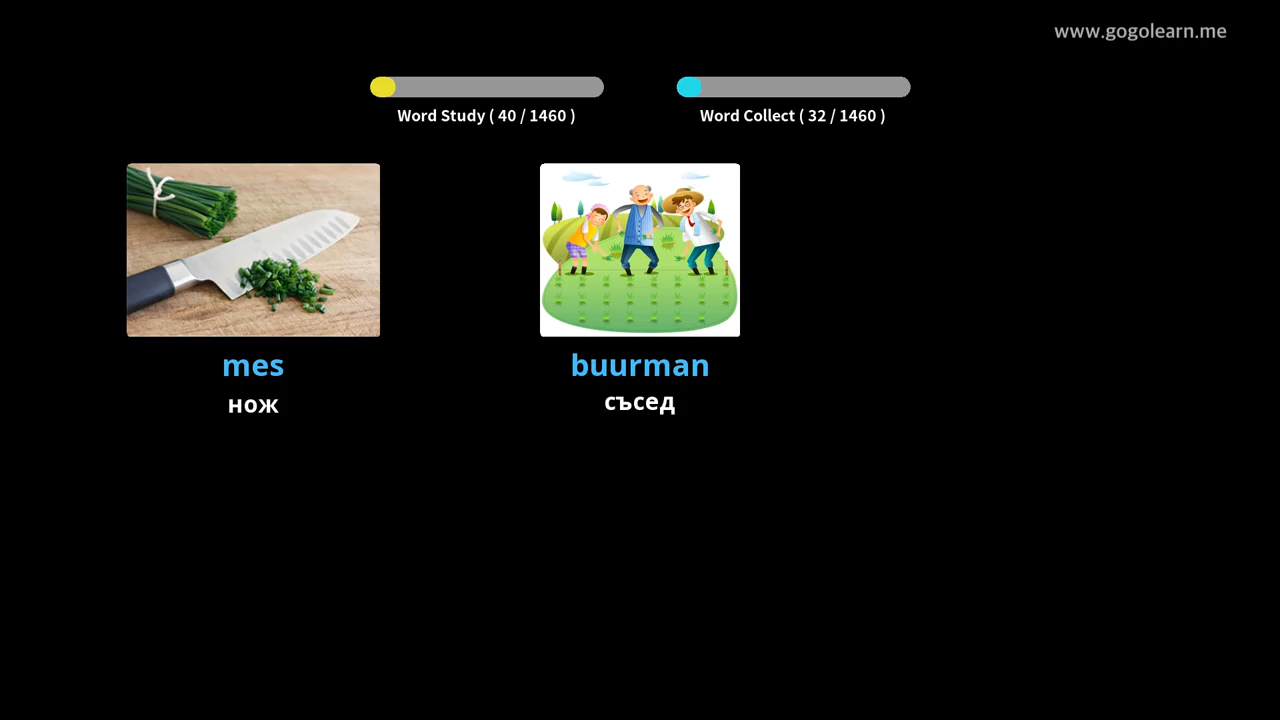 www.gogolearn.me
Word Study ( 40 / 1460 )
Word Collect ( 32 / 1460 )
mes
нож
buurman
съсед